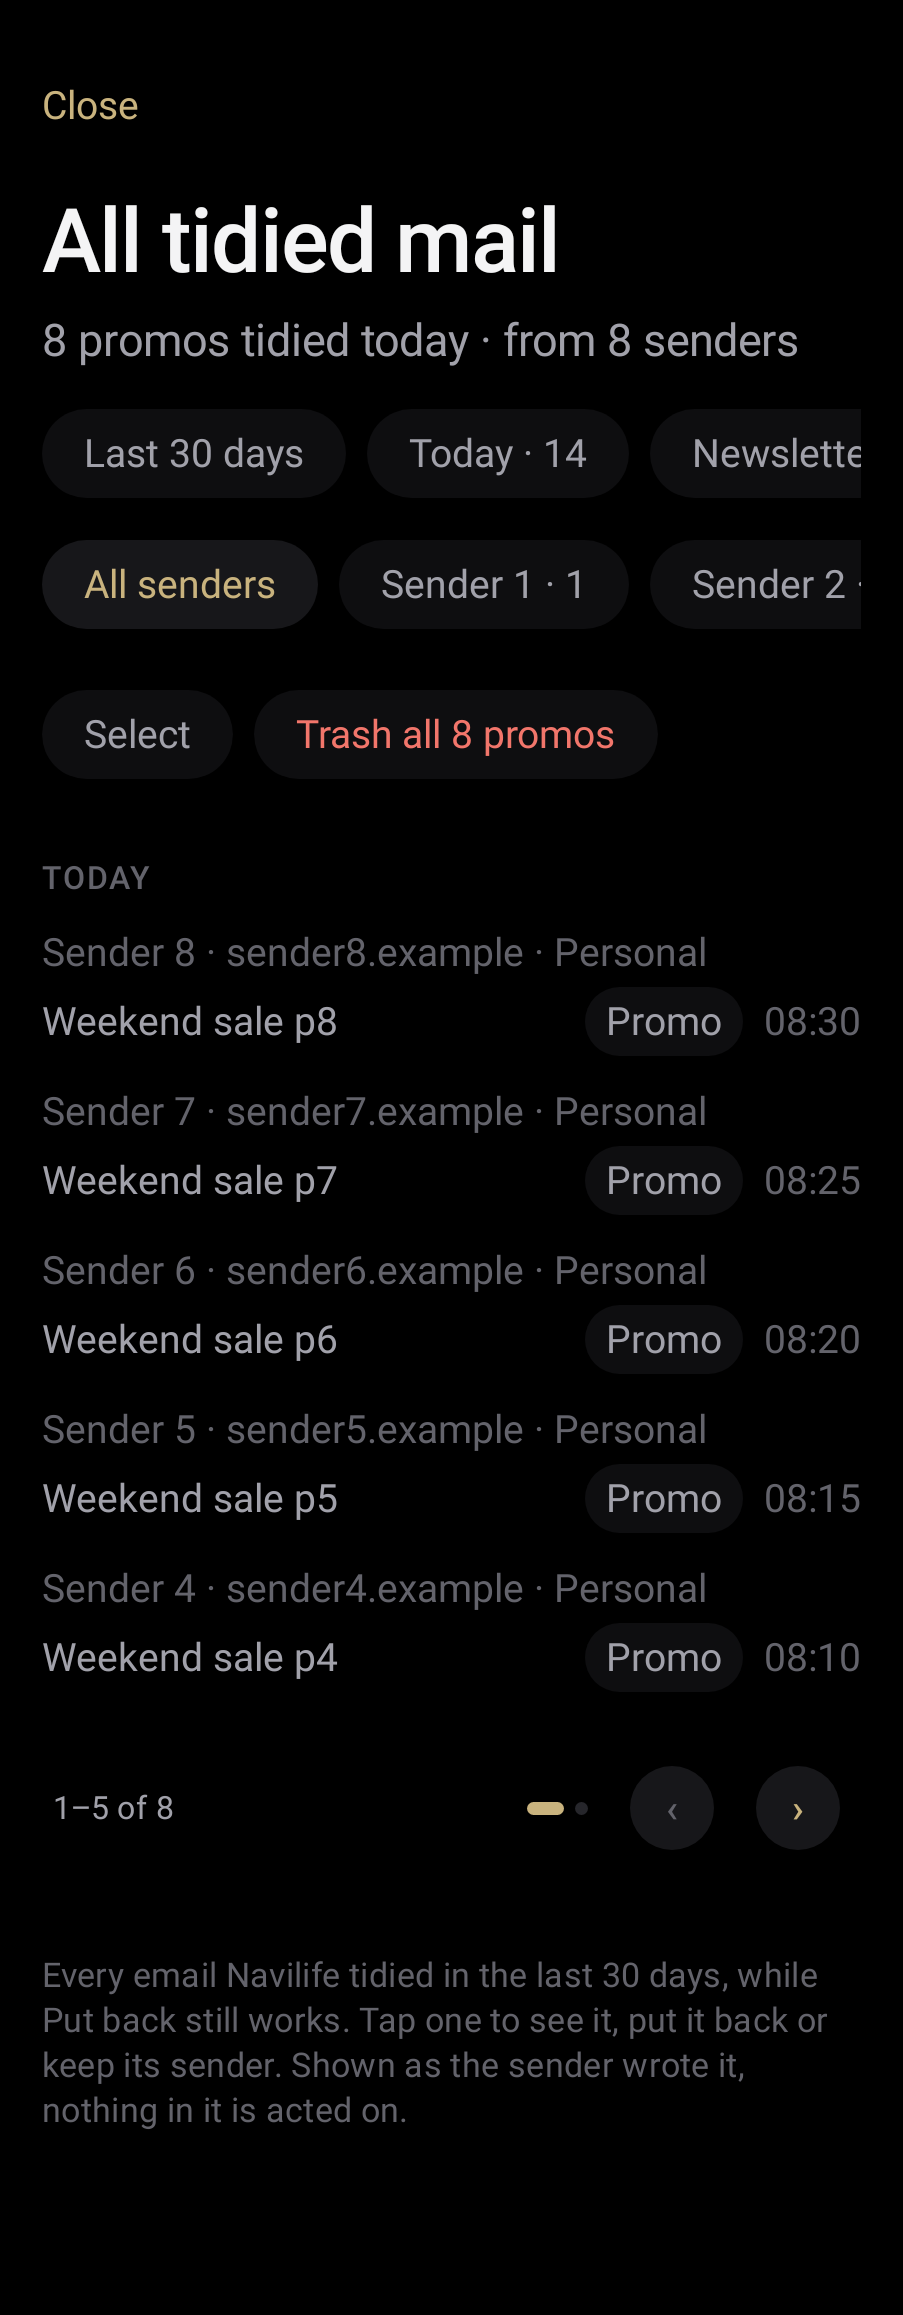 Close
All tidied mail
8 promos tidied today · from 8 senders
Last 30 days Today · 14 Newslette
All senders Sender 1 · 1 Sender 2 ·
Select Trash all 8 promos
TODAY
Sender 8 · sender8.example · Personal
Weekend sale p8 Promo 08:30
Sender 7 · sender7.example · Personal
Weekend sale p7 Promo 08:25
Sender 6 · sender6.example · Personal
Weekend sale p6 Promo 08:20
Sender 5 · sender5.example · Personal
Weekend sale p5 Promo 08:15
Sender 4 · sender4.example · Personal
Weekend sale p4 Promo 08:10
1–5 of 8 ‹ ›
Every email Navilife tidied in the last 30 days, while
Put back still works. Tap one to see it, put it back or
keep its sender. Shown as the sender wrote it,
nothing in it is acted on.